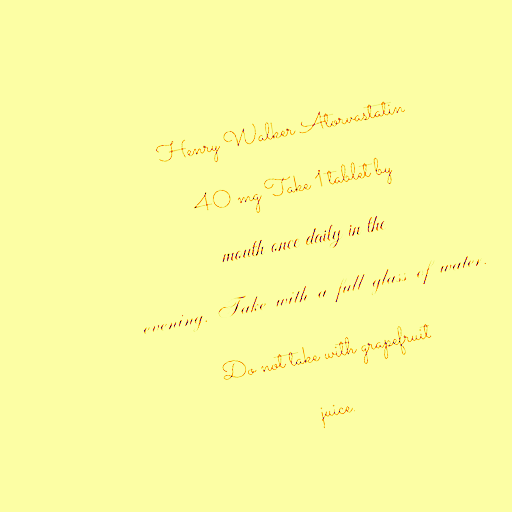 Henry Walker Atorvastatin
40 mg Take 1 tablet by
mouth once daily in the
evening. Take with a full glass of water.
Do not take with grapefruit
juice.